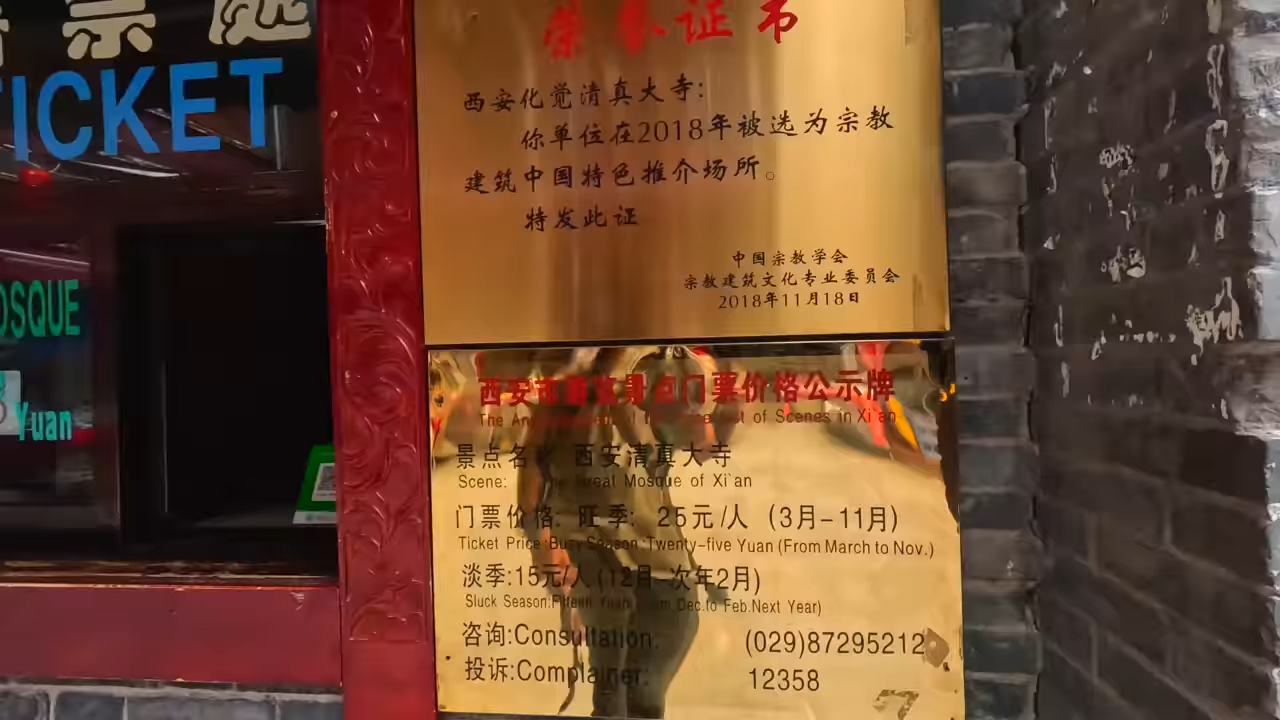 票處
TICKET
OSQUE
Yuan
荣誉证书
西安化觉清真大寺:
你单位在2018年被选为宗教
建筑中国特色推介场所。
特发此证
中国宗教学会
宗教建筑文化专业委员会
2018年11月18日
西安市游览景点门票价格公示牌
The of Scenes in Xi'an
景点名 西安清真大寺
Scene: The Great Mosque of Xi'an
门票价格: 旺季: 25元/人 (3月-11月)
Ticket Price:Busy Season:Twenty-five Yuan (From March to Nov.)
淡季:15元/人(12月-次年2月)
Sluck Season:Fifteen Yuan (From Dec.to Feb.Next Year)
咨询:Consultation: (029)87295212
投诉:Complainer: 12358